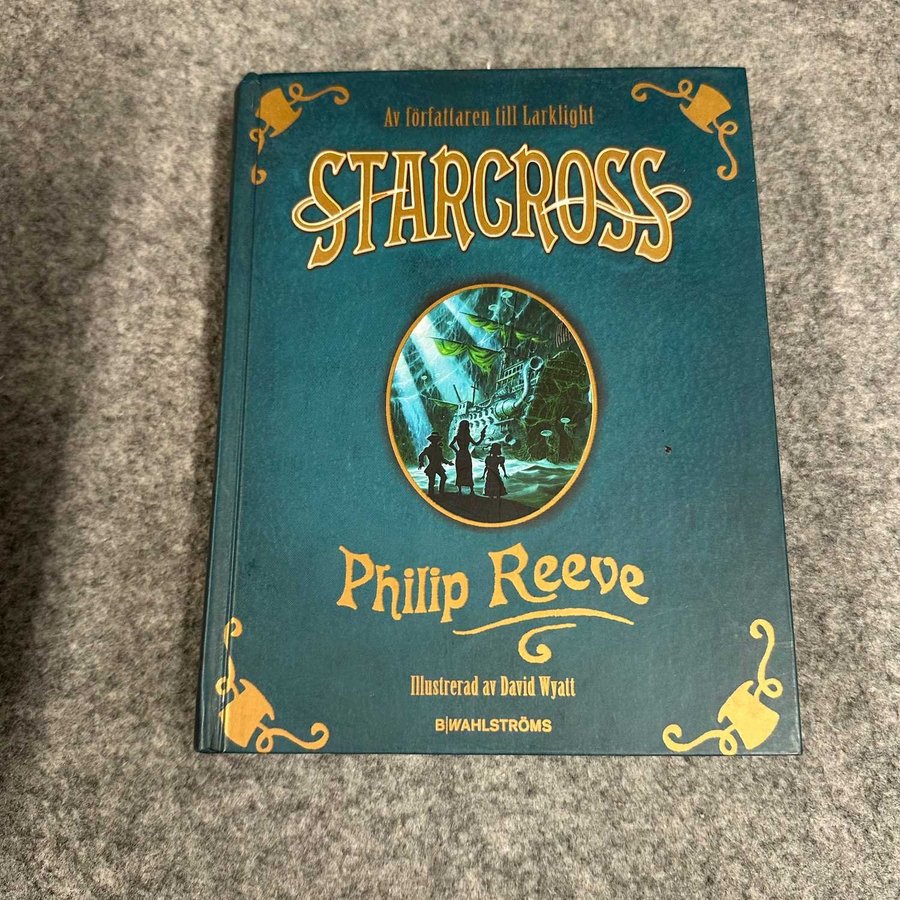 Av författaren till Larklight
STARCROSS
Philip Reeve
Illustrerad av David Wyatt
B|WAHLSTRÖMS